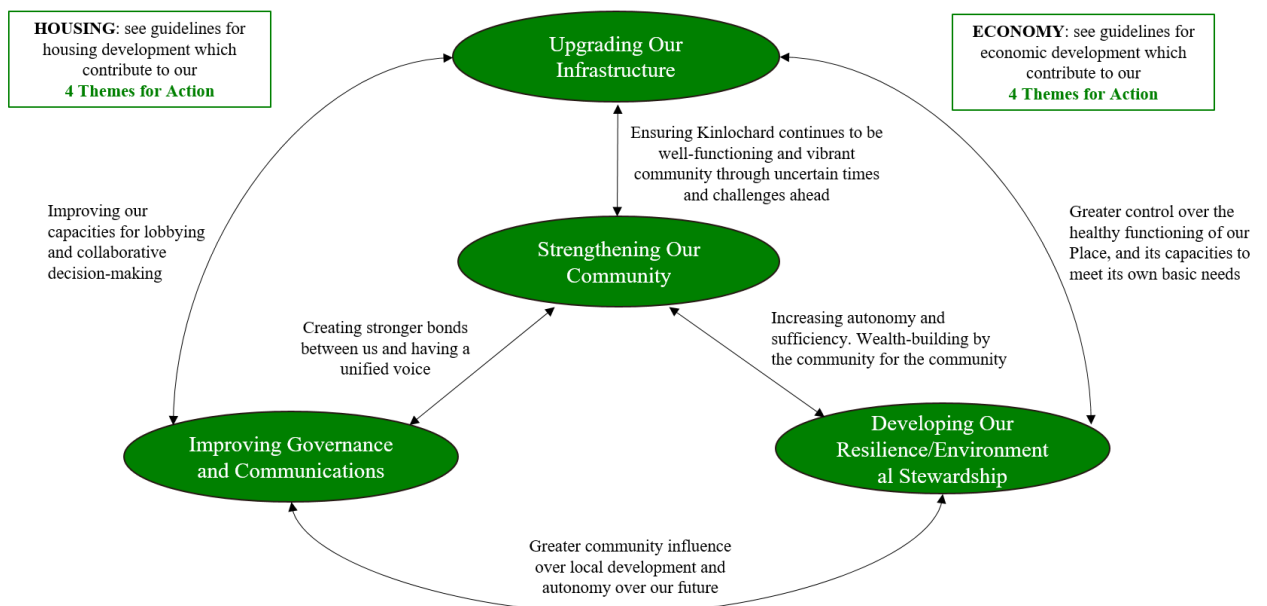 HOUSING: see guidelines for
housing development which
contribute to our
4 Themes for Action
Upgrading Our
Infrastructure
ECONOMY: see guidelines for
economic development which
contribute to our
4 Themes for Action
Ensuring Kinlochard continues to be
well-functioning and vibrant
community through uncertain times
and challenges ahead
Improving our
capacities for lobbying
and collaborative
decision-making
Greater control over the
healthy functioning of our
Place, and its capacities to
meet its own basic needs
Strengthening Our
Community
Creating stronger bonds
between us and having a
unified voice
Increasing autonomy and
sufficiency. Wealth-building by
the community for the community
Improving Governance
and Communications
Developing Our
Resilience/Environment
al Stewardship
Greater community influence
over local development and
autonomy over our future